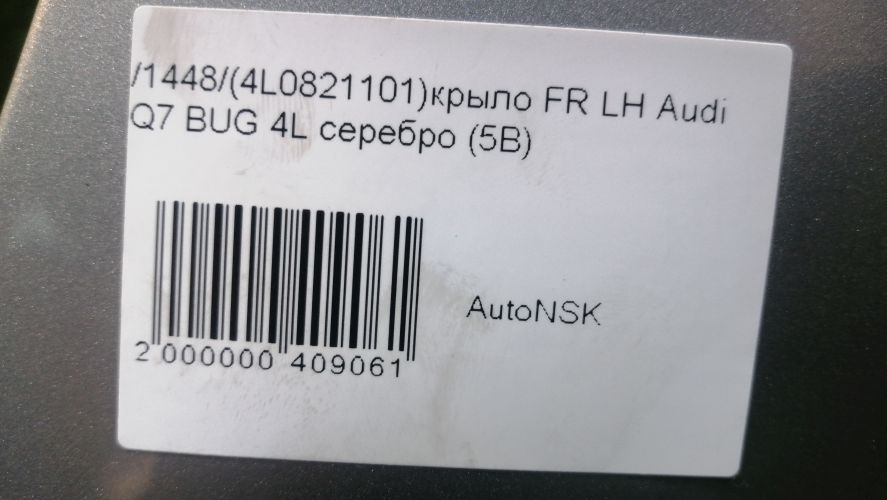 /1448/(4L0821101)крыло FR LH Audi
Q7 BUG 4L серебро (5B)
AutoNSK
2 000000 409061